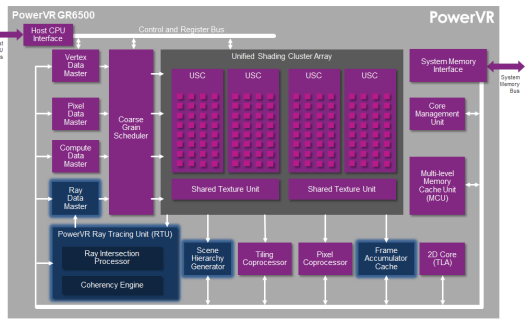 PowerVR GR6500
PowerVR
Host CPU
Interface
Control and Register Bus
Vertex
Data
Master
Pixel
Data
Master
Compute
Data
Master
Ray
Data
Master
Coarse
Grain
Scheduler
Unified Shading Cluster Array
USC
USC
USC
USC
Shared Texture Unit
Shared Texture Unit
System Memory
Interface
System
Memory
Bus
Core
Management
Unit
Multi-level
Memory
Cache Unit
(MCU)
PowerVR Ray Tracing Unit (RTU)
Ray Intersection
Processor
Coherency Engine
Scene
Hierarchy
Generator
Tiling
Coprocessor
Pixel
Coprocessor
Frame
Accumulator
Cache
2D Core
(TLA)